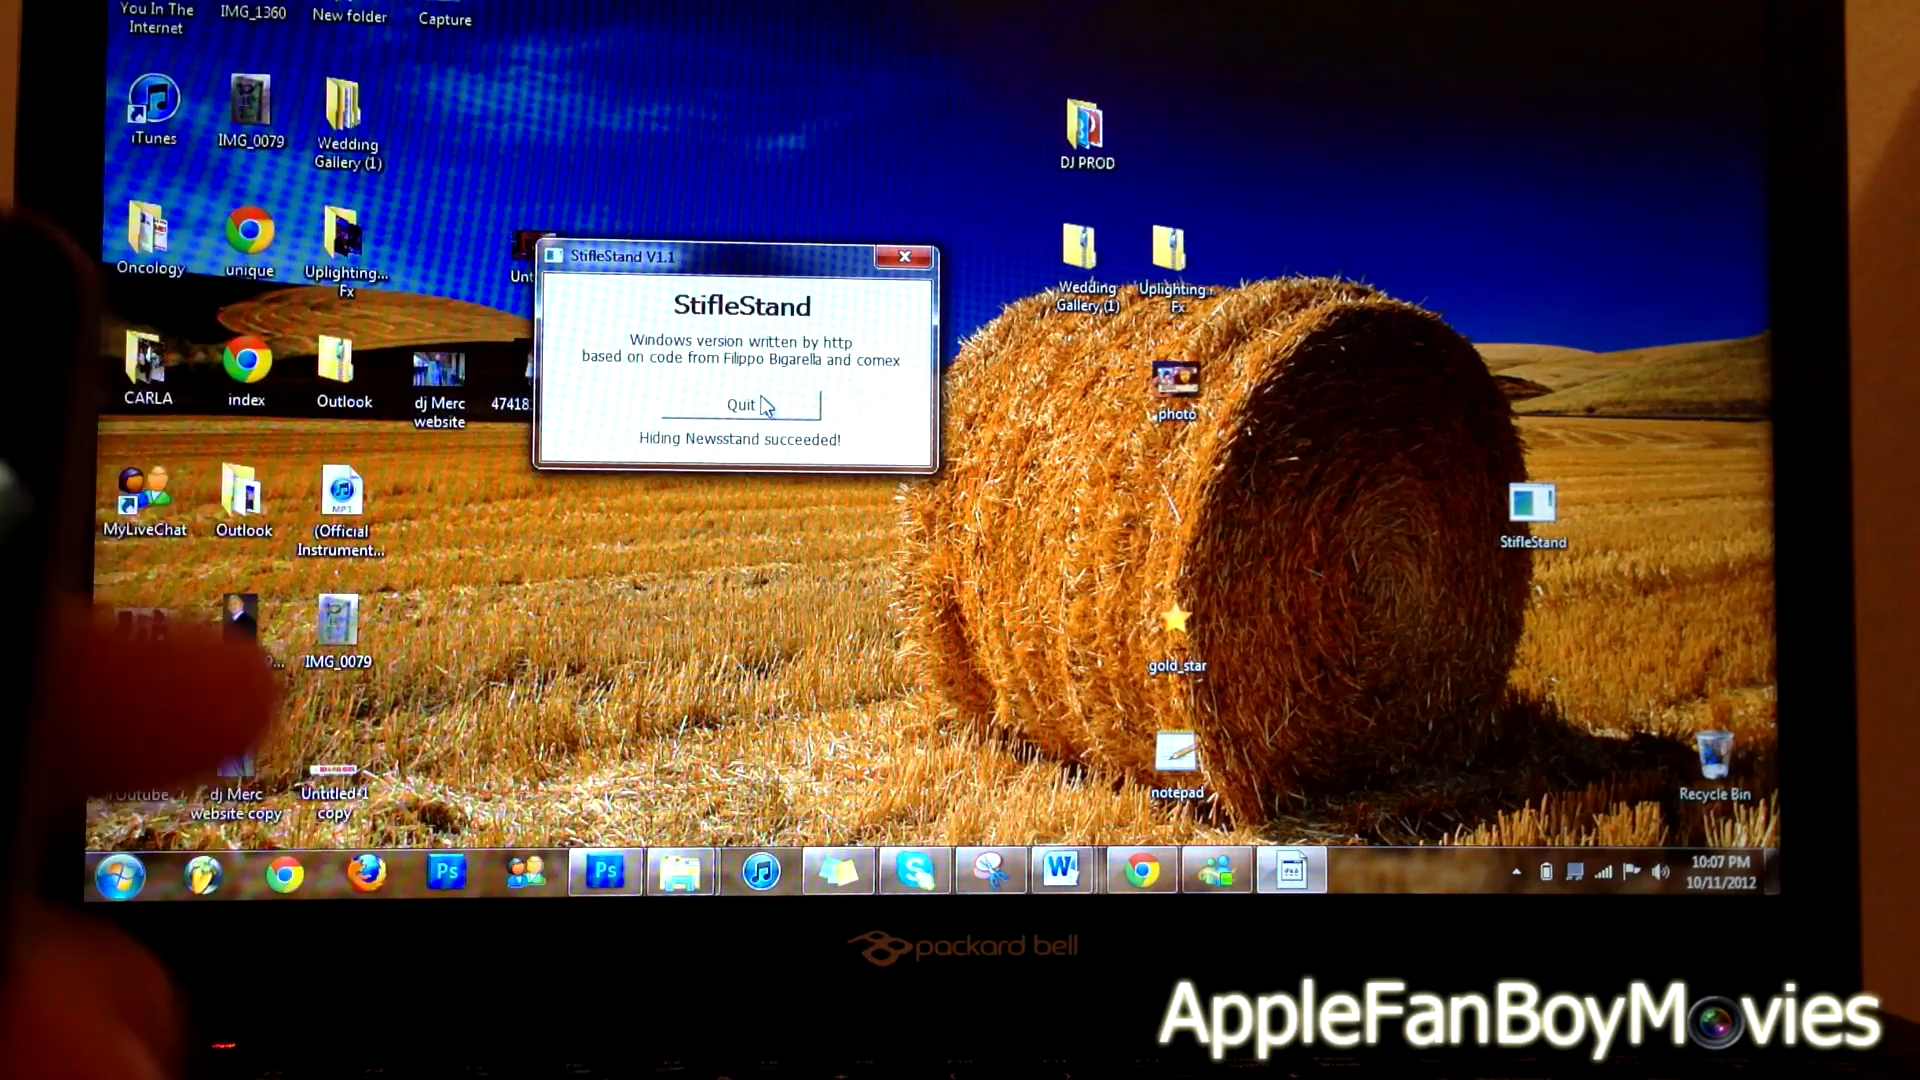 You In The
Internet
IMG_1360
New folder
Capture
iTunes
IMG_0079
Wedding
Gallery (1)
DJ PROD
Oncology
unique
Uplighting...
Fx
Unt
Wedding
Gallery (1)
Uplighting...
Fx
StifleStand V1.1
StifleStand
Windows version written by http
based on code from Filippo Bigarella and comex
Quit
Hiding Newsstand succeeded!
CARLA
index
Outlook
dj Merc
website
47418
photo
MyLiveChat
Outlook
MP3
(Official
Instrument...
StifleStand
IMG_0079
gold_star
dj Merc
website copy
Untitled-1
copy
notepad
Recycle Bin
Ps
Ps
W
10:07 PM
10/11/2012
packard bell
AppleFanBoyMovies